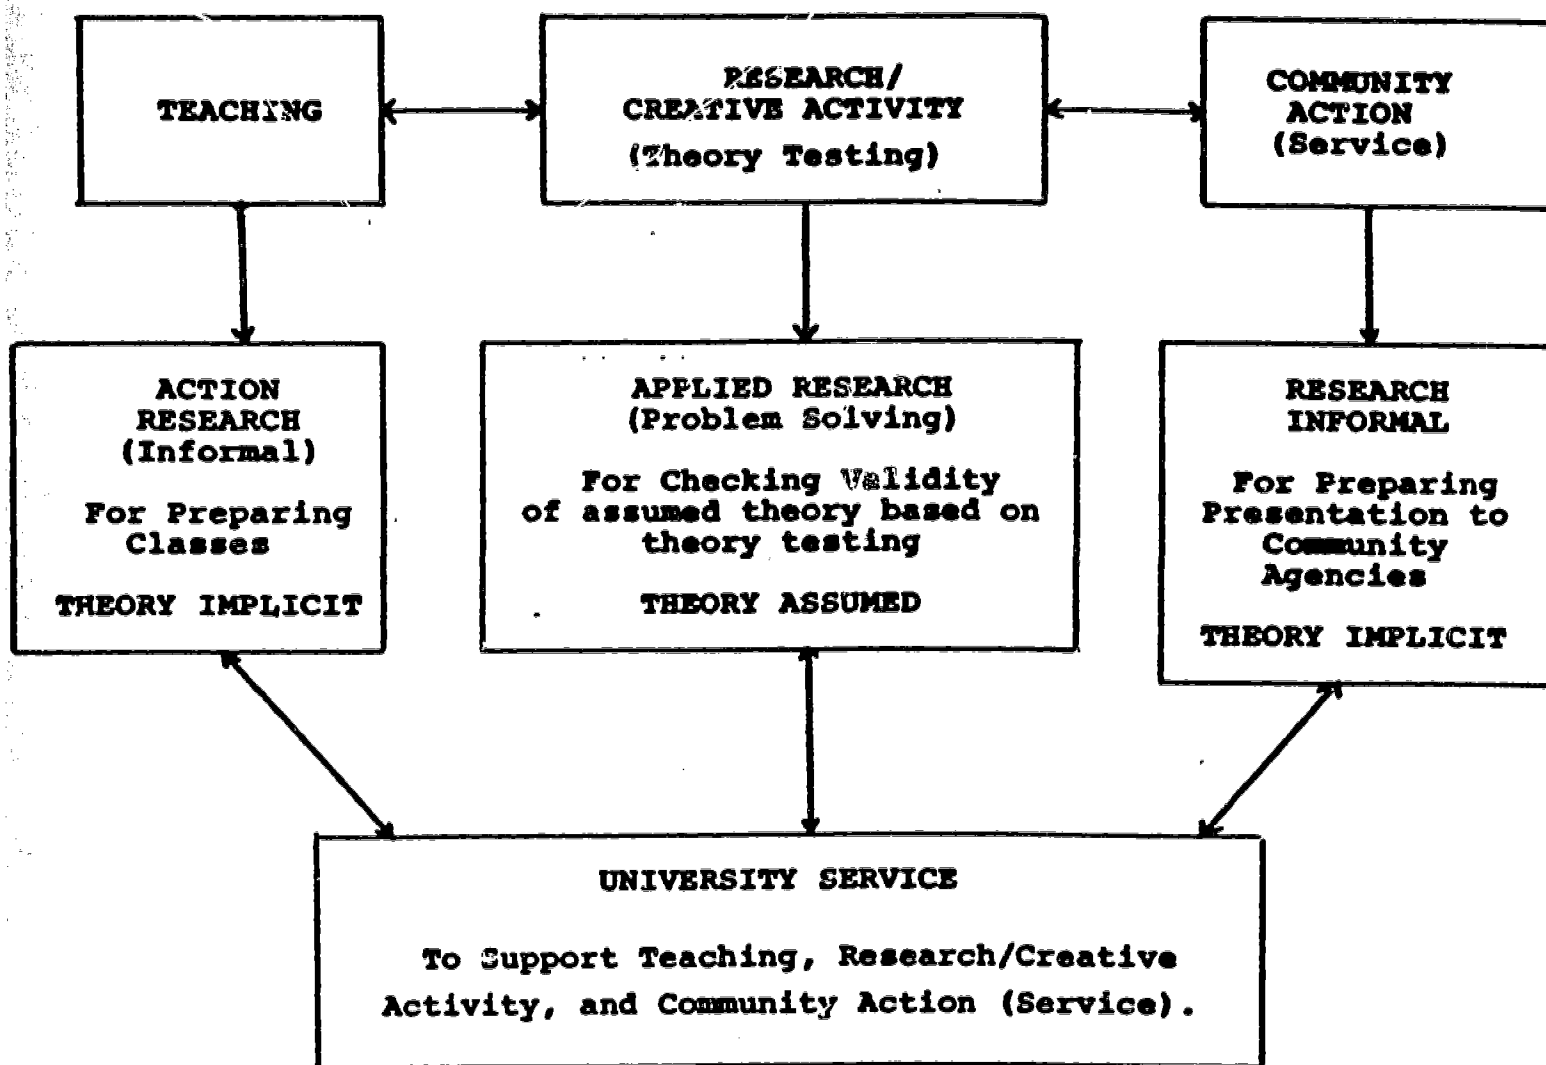 TEACHING
RESEARCH/
CREATIVE ACTIVITY
(Theory Testing)
COMMUNITY
ACTION
(Service)
ACTION
RESEARCH
(Informal)
For Preparing
Classes
THEORY IMPLICIT
APPLIED RESEARCH
(Problem Solving)
For Checking Validity
of assumed theory based on
theory testing
THEORY ASSUMED
RESEARCH
INFORMAL
For Preparing
Presentation to
Community
Agencies
THEORY IMPLICIT
UNIVERSITY SERVICE
To Support Teaching, Research/Creative
Activity, and Community Action (Service).